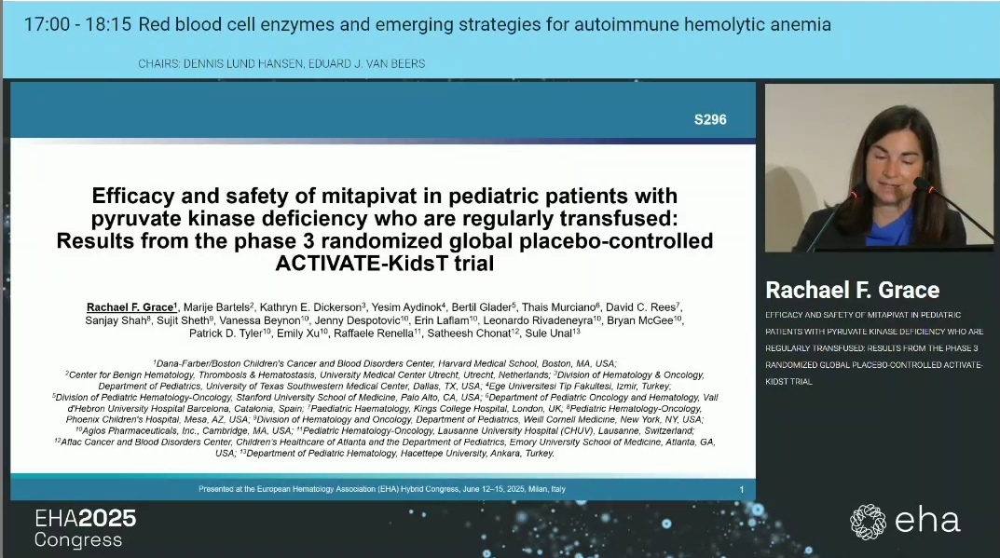 17:00 - 18:15 Red blood cell enzymes and emerging strategies for autoimmune hemolytic anemia
CHAIRS: DENNIS LUND HANSEN, EDUARD J. VAN BEERS
S296
Efficacy and safety of mitapivat in pediatric patients with
pyruvate kinase deficiency who are regularly transfused:
Results from the phase 3 randomized global placebo-controlled
ACTIVATE-KidsT trial
Rachael F. Grace¹, Marije Bartels², Kathryn E. Dickerson³, Yesim Aydinok⁴, Bertil Glader⁵, Thais Murciano⁶, David C. Rees⁷,
Sanjay Shah⁸, Sujit Sheth⁹, Vanessa Beynon¹⁰, Jenny Despotovic¹⁰, Erin Laflam¹⁰, Leonardo Rivadeneyra¹⁰, Bryan McGee¹⁰,
Patrick D. Tyler¹⁰, Emily Xu¹⁰, Raffaele Renella¹¹, Satheesh Chonat¹², Sule Unal¹³
¹Dana-Farber/Boston Children's Cancer and Blood Disorders Center, Harvard Medical School, Boston, MA, USA;
²Center for Benign Hematology, Thrombosis & Hematostasis, University Medical Center Utrecht, Utrecht, Netherlands; ³Division of Hematology & Oncology,
Department of Pediatrics, University of Texas Southwestern Medical Center, Dallas, TX, USA; ⁴Ege Universitesi Tip Fakultesi, Izmir, Turkey;
⁵Division of Pediatric Hematology-Oncology, Stanford University School of Medicine, Palo Alto, CA, USA; ⁶Department of Pediatric Oncology and Hematology, Vall
d'Hebron University Hospital Barcelona, Catalonia, Spain; ⁷Paediatric Haematology, Kings College Hospital, London, UK; ⁸Pediatric Hematology-Oncology,
Phoenix Children's Hospital, Mesa, AZ, USA; ⁹Division of Hematology and Oncology, Department of Pediatrics, Weill Cornell Medicine, New York, NY, USA;
¹⁰Agios Pharmaceuticals, Inc., Cambridge, MA, USA; ¹¹Pediatric Hematology-Oncology, Lausanne University Hospital (CHUV), Lausanne, Switzerland;
¹²Aflac Cancer and Blood Disorders Center, Children's Healthcare of Atlanta and the Department of Pediatrics, Emory University School of Medicine, Atlanta, GA,
USA; ¹³Department of Pediatric Hematology, Hacettepe University, Ankara, Turkey.
Presented at the European Hematology Association (EHA) Hybrid Congress, June 12–15, 2025, Milan, Italy
1
Rachael F. Grace
EFFICACY AND SAFETY OF MITAPIVAT IN PEDIATRIC
PATIENTS WITH PYRUVATE KINASE DEFICIENCY WHO ARE
REGULARLY TRANSFUSED: RESULTS FROM THE PHASE 3
RANDOMIZED GLOBAL PLACEBO-CONTROLLED ACTIVATE-
KIDST TRIAL
EHA2025
Congress
eha